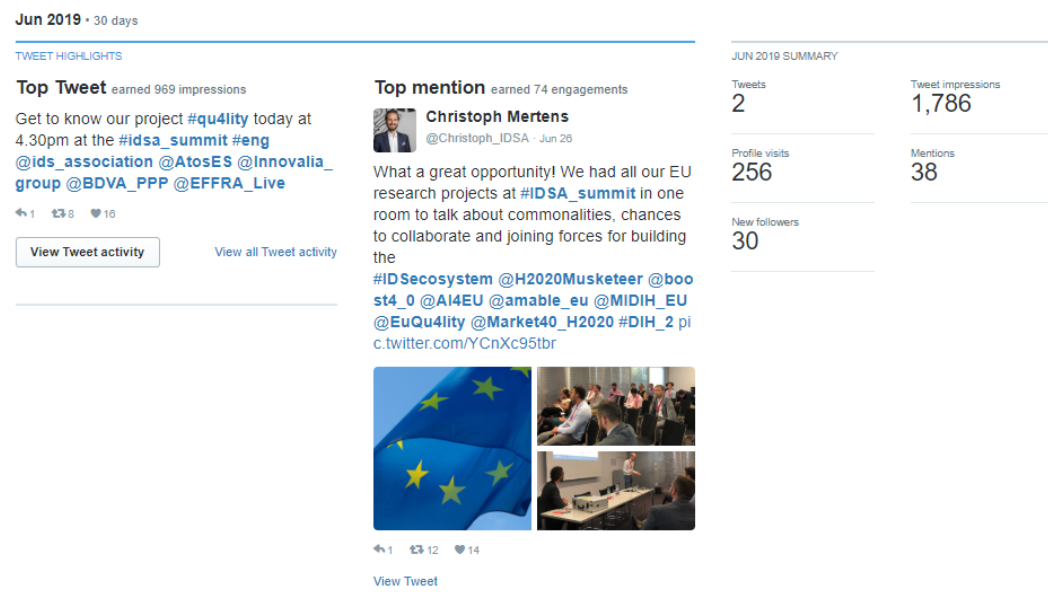 Jun 2019 • 30 days
TWEET HIGHLIGHTS
Top Tweet earned 969 impressions
Get to know our project #qu4lity today at
4.30pm at the #idsa_summit #eng
@ids_association @AtosES @Innovalia_
group @BDVA_PPP @EFFRA_Live
1 8 16
View Tweet activity View all Tweet activity
Top mention earned 74 engagements
Christoph Mertens
@Christoph_IDSA · Jun 26
What a great opportunity! We had all our EU
research projects at #IDSA_summit in one
room to talk about commonalities, chances
to collaborate and joining forces for building
the
#IDSecosystem @H2020Musketeer @boo
st4_0 @AI4EU @amable_eu @MIDIH_EU
@EuQu4lity @Market40_H2020 #DIH_2 pi
c.twitter.com/YCnXc95tbr
1 12 14
View Tweet
JUN 2019 SUMMARY
Tweets
2
Tweet impressions
1,786
Profile visits
256
Mentions
38
New followers
30